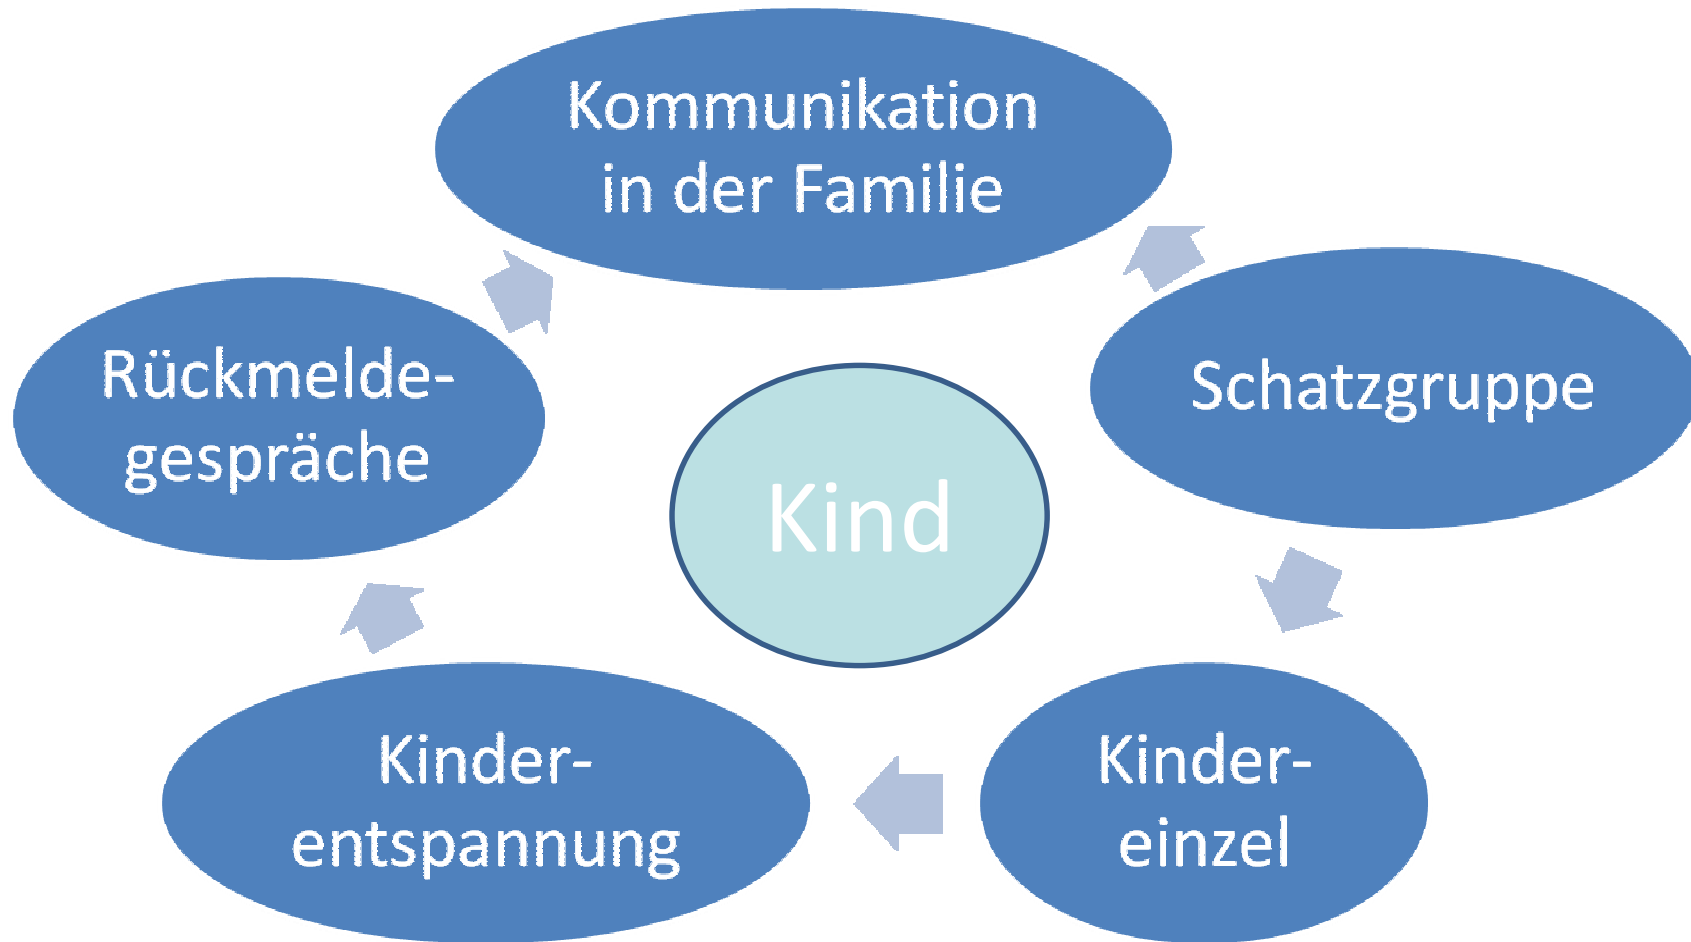 Kommunikation
in der Familie
Schatzgruppe
Kinder-
einzel
Kinder-
entspannung
Rückmelde-
gespräche
Kind